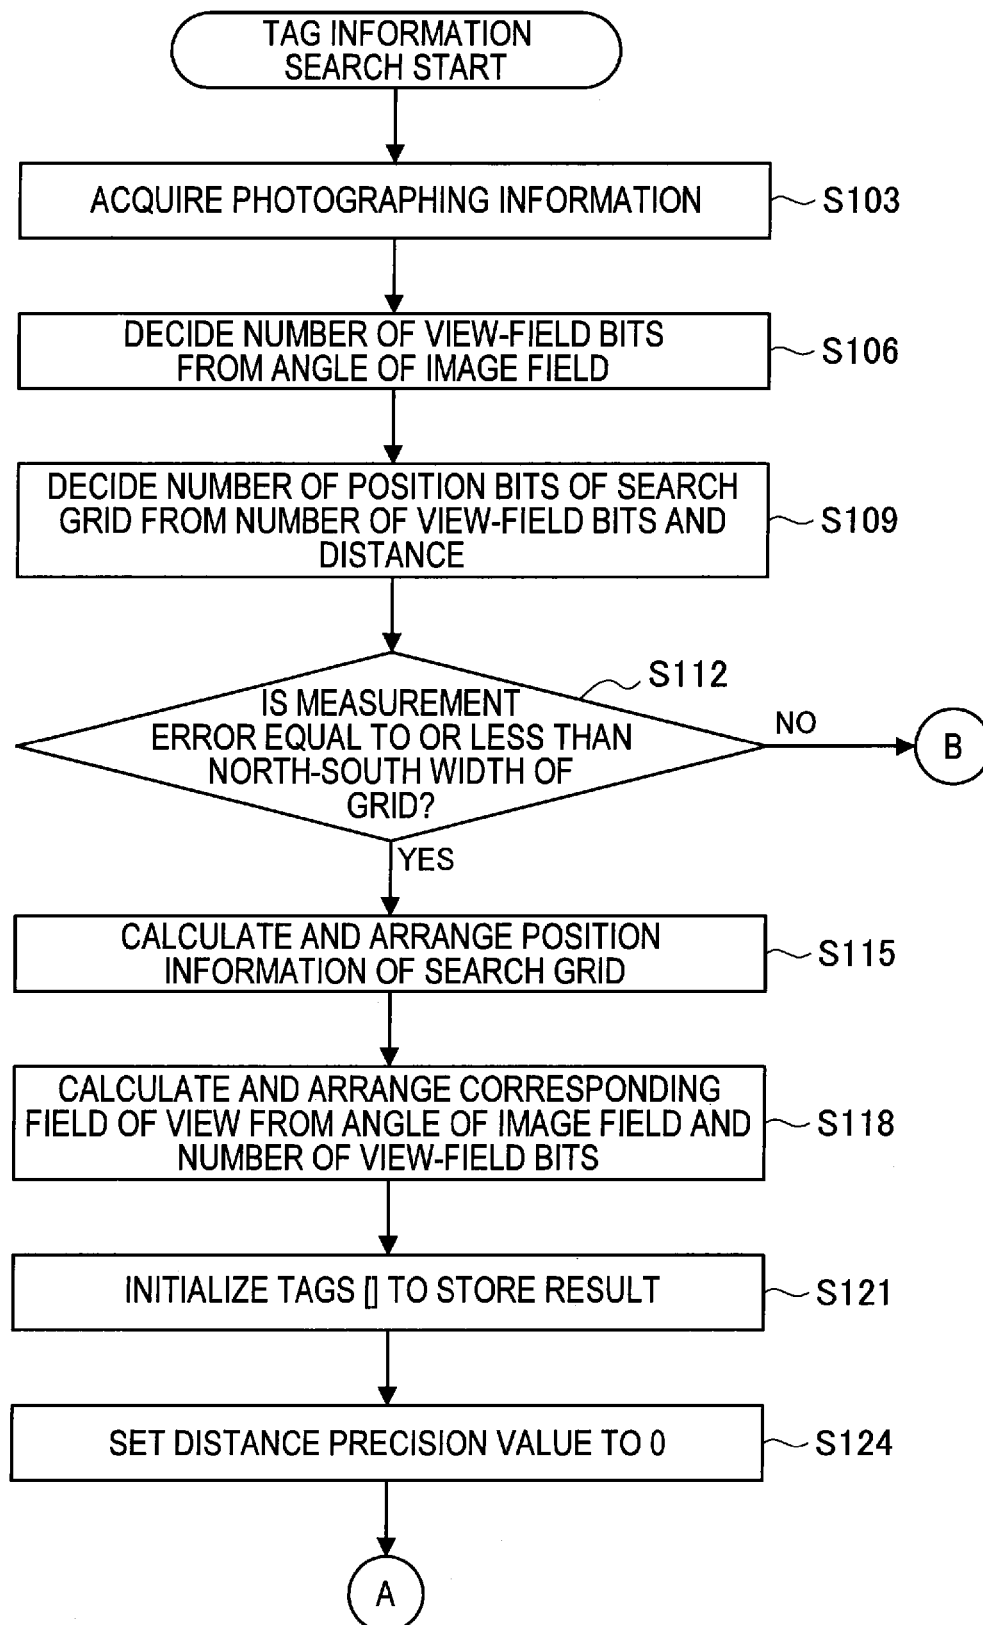 TAG INFORMATION
SEARCH START
ACQUIRE PHOTOGRAPHING INFORMATION
S103
DECIDE NUMBER OF VIEW-FIELD BITS
FROM ANGLE OF IMAGE FIELD
S106
DECIDE NUMBER OF POSITION BITS OF SEARCH
GRID FROM NUMBER OF VIEW-FIELD BITS AND
DISTANCE
S109
S112
IS MEASUREMENT
ERROR EQUAL TO OR LESS THAN
NORTH-SOUTH WIDTH OF
GRID?
NO
B
YES
CALCULATE AND ARRANGE POSITION
INFORMATION OF SEARCH GRID
S115
CALCULATE AND ARRANGE CORRESPONDING
FIELD OF VIEW FROM ANGLE OF IMAGE FIELD AND
NUMBER OF VIEW-FIELD BITS
S118
INITIALIZE TAGS [] TO STORE RESULT
S121
SET DISTANCE PRECISION VALUE TO 0
S124
A